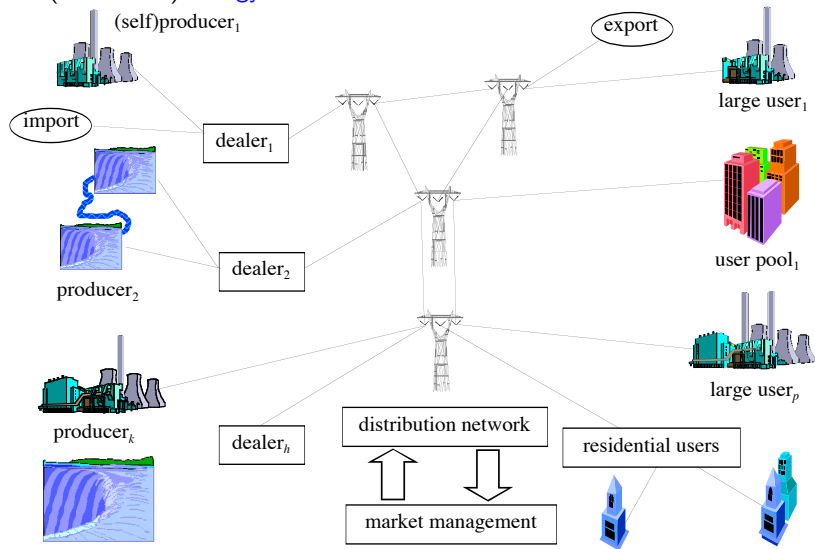 (self)producer₁
export
large user₁
import
dealer₁
user pool₁
dealer₂
producer₂
large userₚ
producerₖ
distribution network
dealerₕ
residential users
market management